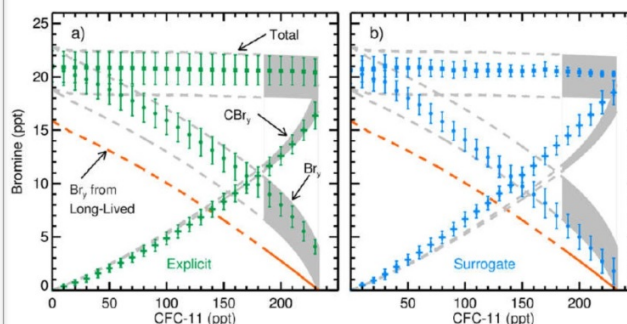 a)
Total
CBry
Bry
Bry from
Long-Lived
Explicit
Bromine (ppt)
25
20
15
10
5
0
0 50 100 150 200
CFC-11 (ppt)
b)
Surrogate
50 100 150 200
CFC-11 (ppt)